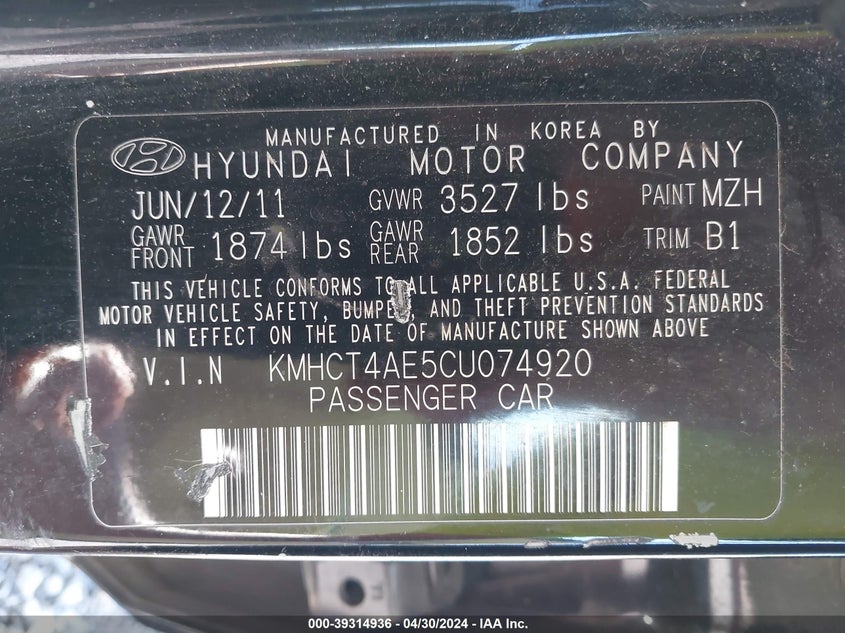 MANUFACTURED IN KOREA BY
HYUNDAI MOTOR COMPANY
JUN/12/11 GVWR 3527 lbs PAINT MZH
GAWR FRONT 1874 lbs GAWR REAR 1852 lbs TRIM B1
THIS VEHICLE CONFORMS TO ALL APPLICABLE U.S.A. FEDERAL
MOTOR VEHICLE SAFETY, BUMPER, AND THEFT PREVENTION STANDARDS
IN EFFECT ON THE DATE OF MANUFACTURE SHOWN ABOVE
V.I.N KMHCT4AE5CU074920
PASSENGER CAR
000-39314936 - 04/30/2024 - IAA Inc.